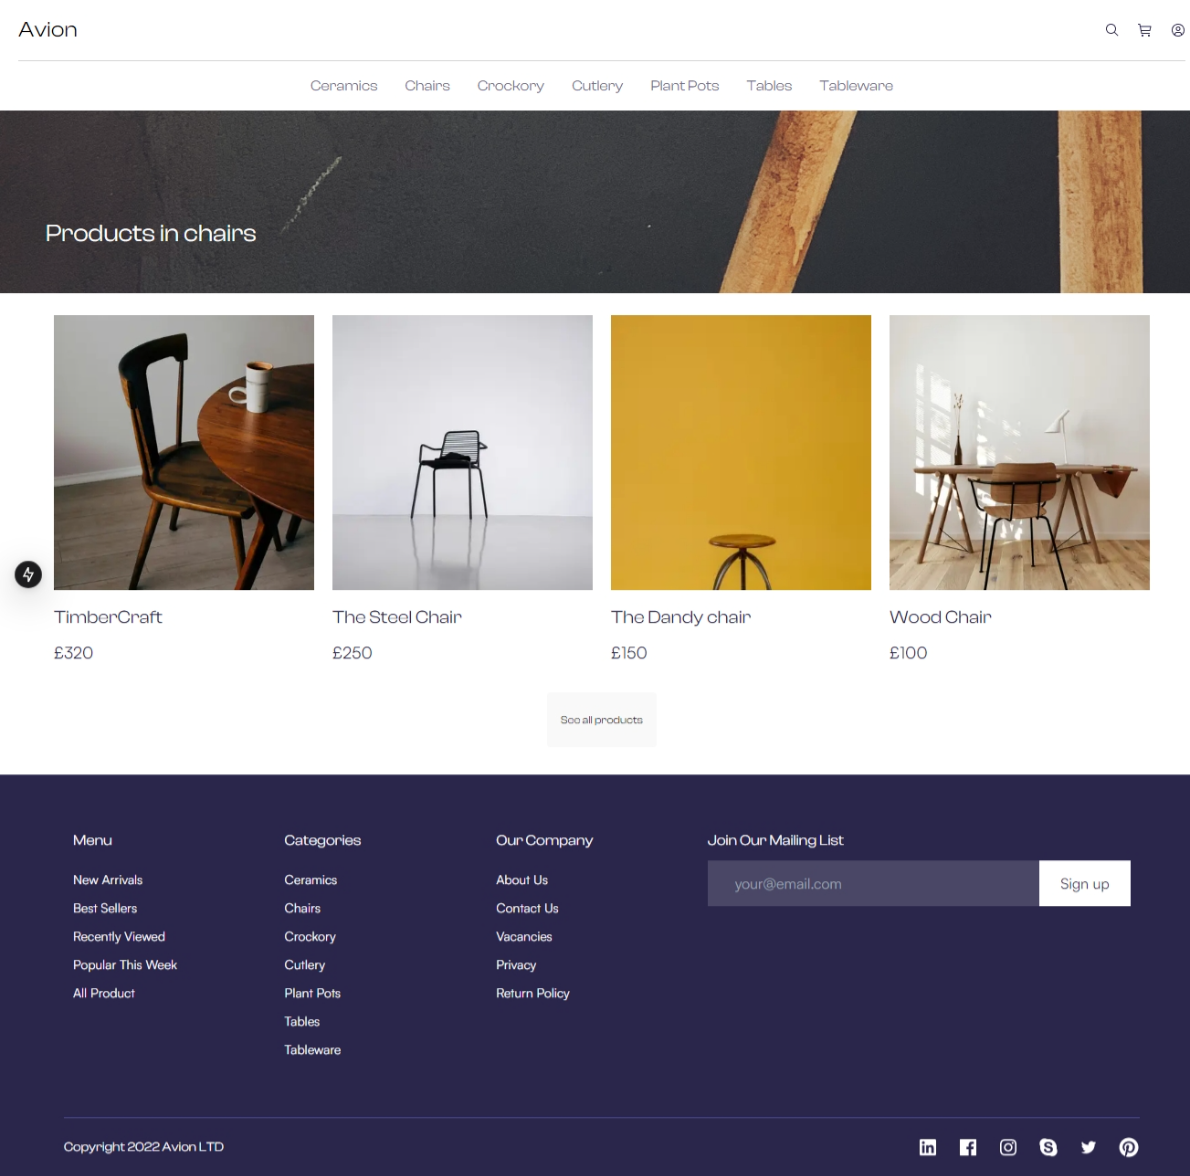 Avion
Ceramics Chairs Crockory Cutlery Plant Pots Tables Tableware
Products in chairs
TimberCraft
£320
The Steel Chair
£250
The Dandy chair
£150
Wood Chair
£100
See all products
Menu
New Arrivals
Best Sellers
Recently Viewed
Popular This Week
All Product
Categories
Ceramics
Chairs
Crockory
Cutlery
Plant Pots
Tables
Tableware
Our Company
About Us
Contact Us
Vacancies
Privacy
Return Policy
Join Our Mailing List
your@email.com Sign up
Copyright 2022 Avion LTD